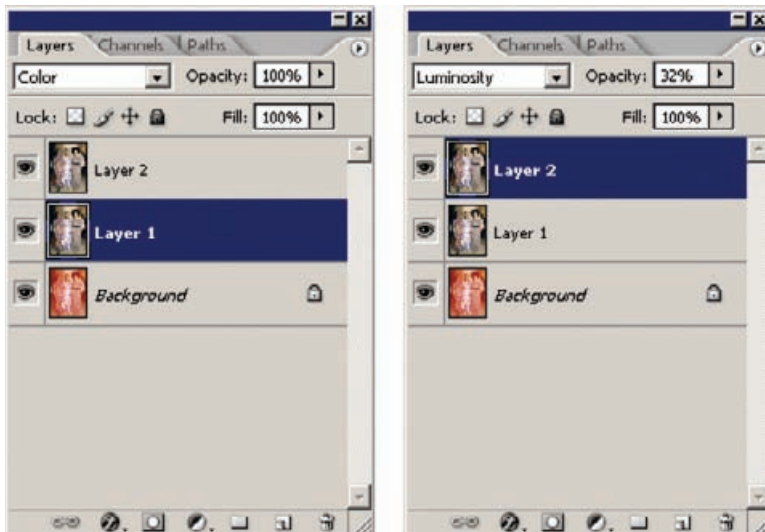 Layers Channels Paths
Color Opacity: 100%
Lock: Fill: 100%
Layer 2
Layer 1
Background
Layers Channels Paths
Luminosity Opacity: 32%
Lock: Fill: 100%
Layer 2
Layer 1
Background